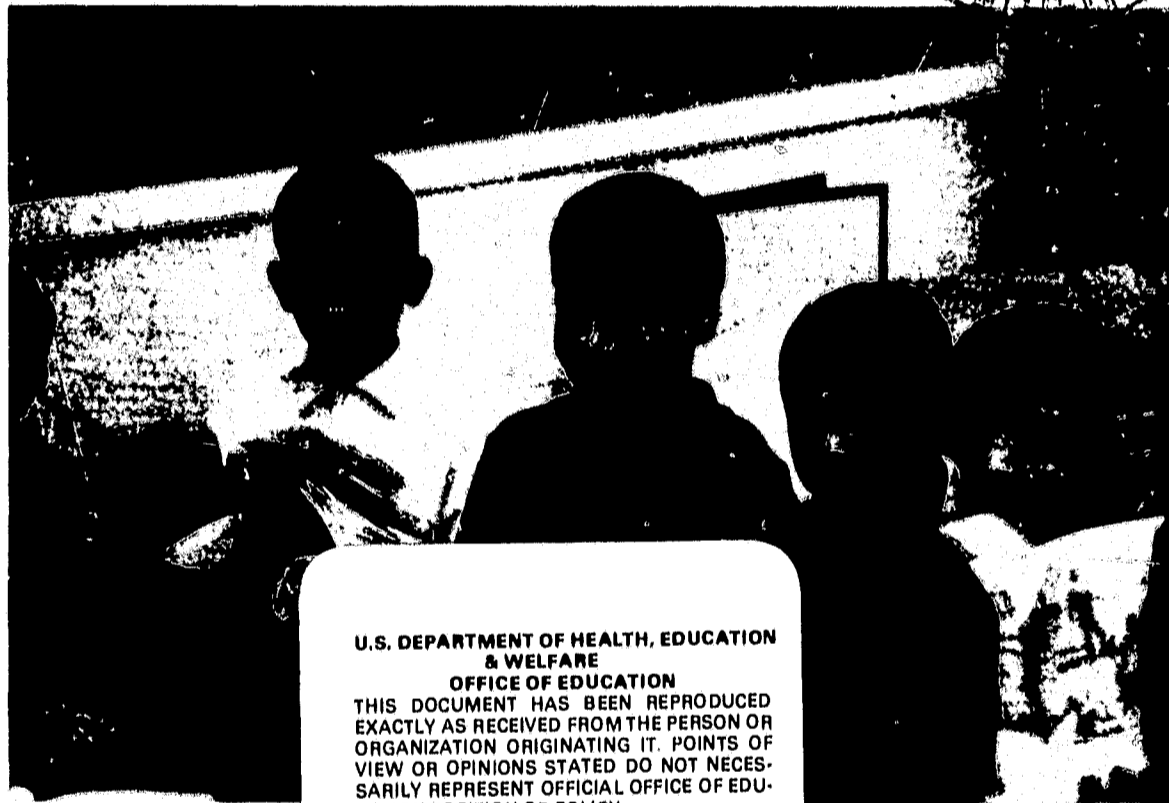 U.S. DEPARTMENT OF HEALTH, EDUCATION
& WELFARE
OFFICE OF EDUCATION
THIS DOCUMENT HAS BEEN REPRODUCED
EXACTLY AS RECEIVED FROM THE PERSON OR
ORGANIZATION ORIGINATING IT. POINTS OF
VIEW OR OPINIONS STATED DO NOT NECES-
SARILY REPRESENT OFFICIAL OFFICE OF EDU-